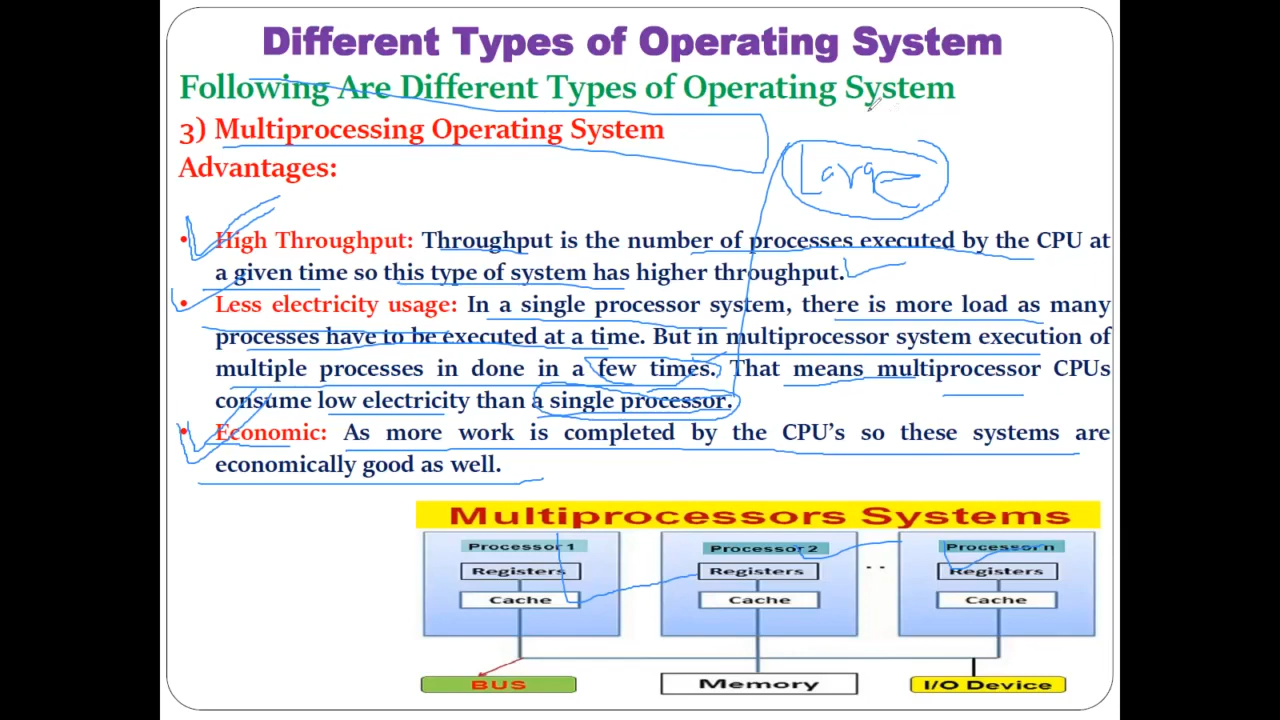 Different Types of Operating System
Following Are Different Types of Operating System
3) Multiprocessing Operating System
Advantages:
Large
• High Throughput: Throughput is the number of processes executed by the CPU at
a given time so this type of system has higher throughput.
• Less electricity usage: In a single processor system, there is more load as many
processes have to be executed at a time. But in multiprocessor system execution of
multiple processes in done in a few times. That means multiprocessor CPUs
consume low electricity than a single processor.
• Economic: As more work is completed by the CPU's so these systems are
economically good as well.
Multiprocessors Systems
Processor 1 Processor 2 Processor n
Registers Registers . . Registers
Cache Cache Cache
BUS Memory I/O Device